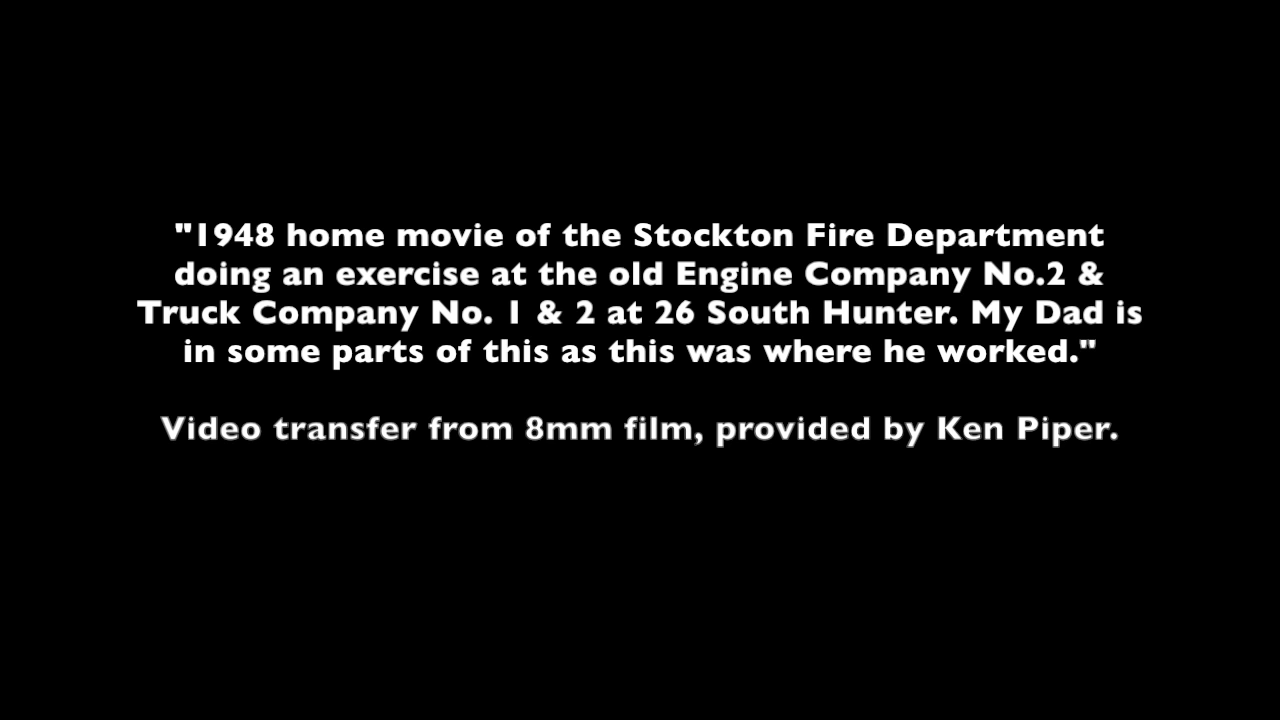 "1948 home movie of the Stockton Fire Department
doing an exercise at the old Engine Company No.2 &
Truck Company No. 1 & 2 at 26 South Hunter. My Dad is
in some parts of this as this was where he worked."
Video transfer from 8mm film, provided by Ken Piper.